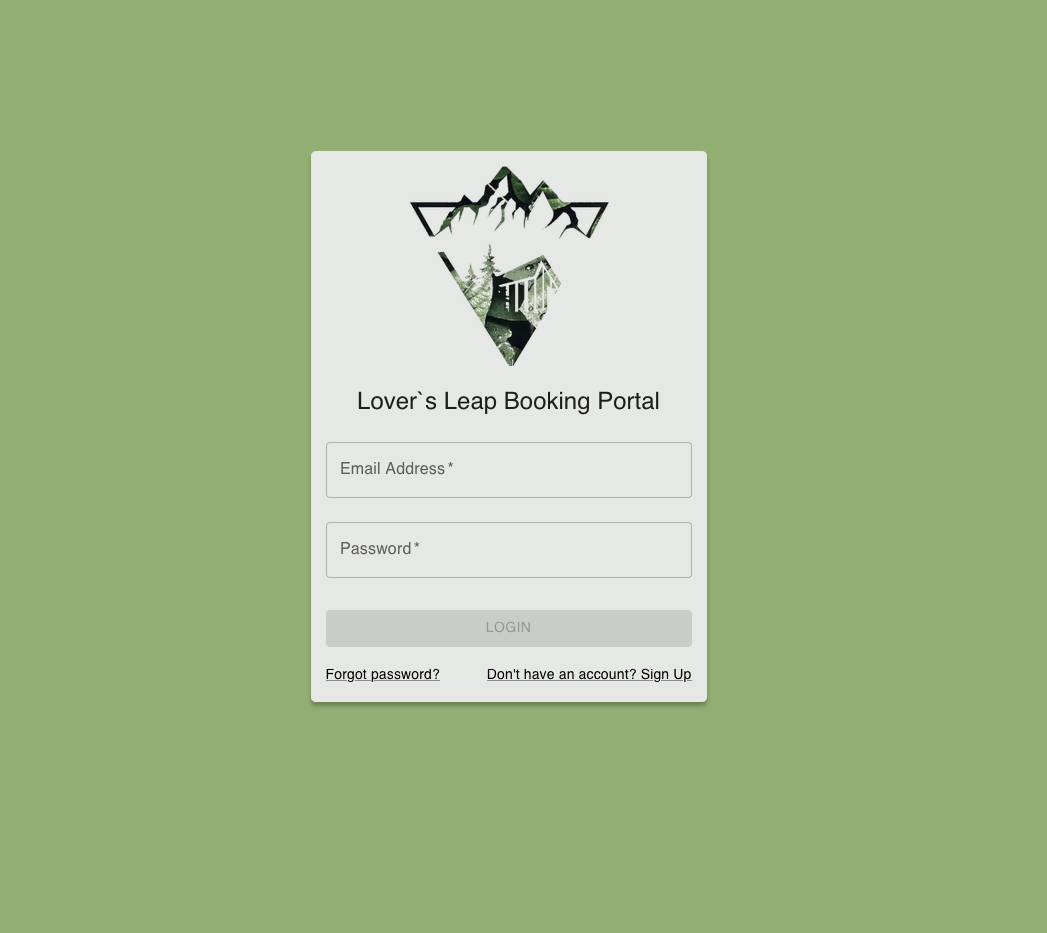 Lover`s Leap Booking Portal
Email Address *
Password *
LOGIN
Forgot password? Don't have an account? Sign Up